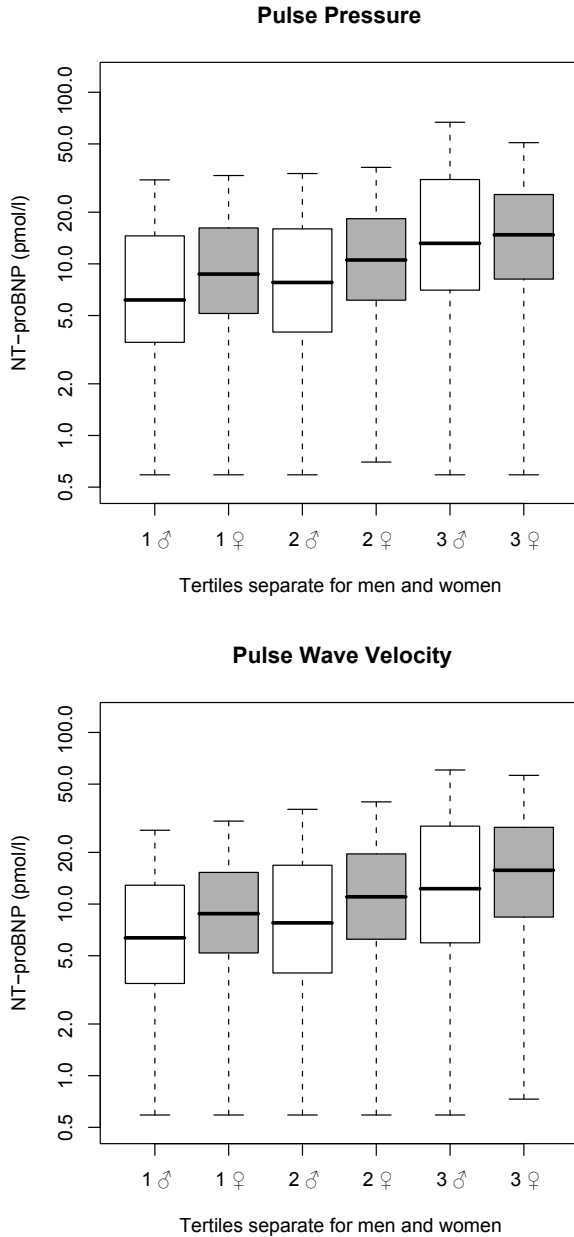 Pulse Pressure
NT−proBNP (pmol/l)
100.0
50.0
20.0
10.0
5.0
2.0
1.0
0.5
1 ♂ 1 ♀ 2 ♂ 2 ♀ 3 ♂ 3 ♀
Tertiles separate for men and women
Pulse Wave Velocity
NT−proBNP (pmol/l)
100.0
50.0
20.0
10.0
5.0
2.0
1.0
0.5
1 ♂ 1 ♀ 2 ♂ 2 ♀ 3 ♂ 3 ♀
Tertiles separate for men and women